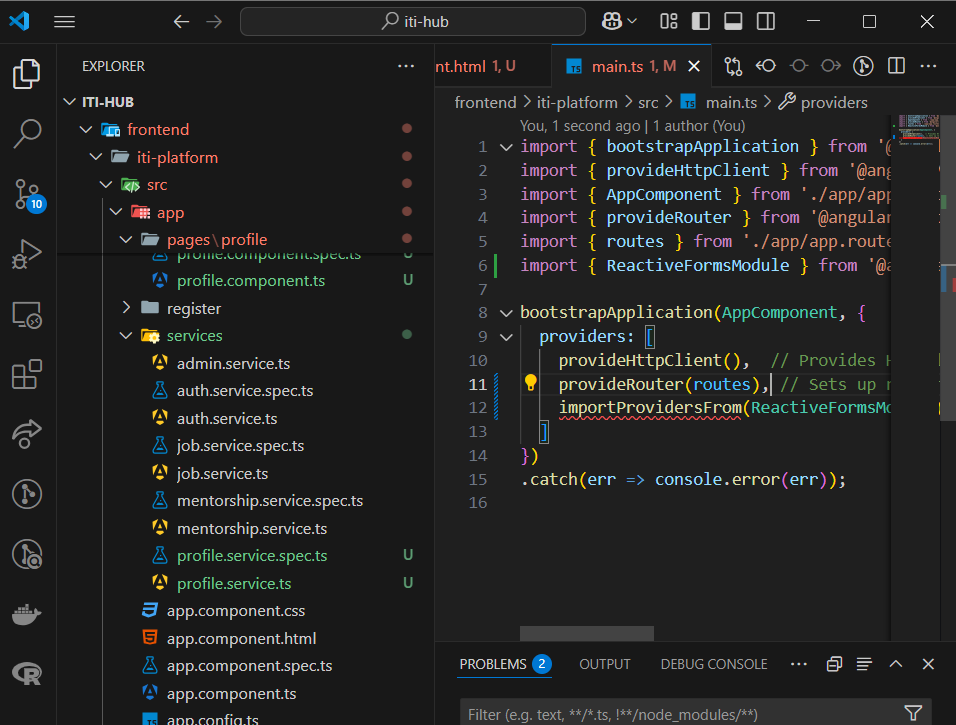 iti-hub
EXPLORER
ITI-HUB
frontend
iti-platform
src
app
pages\profile
profile.component.spec.ts U
profile.component.ts U
register
services
admin.service.ts
auth.service.spec.ts
auth.service.ts
job.service.spec.ts
job.service.ts
mentorship.service.spec.ts
mentorship.service.ts
profile.service.spec.ts U
profile.service.ts U
app.component.css
app.component.html
app.component.spec.ts
app.component.ts
app.config.ts
10
nt.html 1, U
TS main.ts 1, M
frontend > iti-platform > src > TS main.ts > providers
You, 1 second ago | 1 author (You)
1 import { bootstrapApplication } from '@
2 import { provideHttpClient } from '@ang
3 import { AppComponent } from './app/app
4 import { provideRouter } from '@angular
5 import { routes } from './app/app.route
6 import { ReactiveFormsModule } from '@a
7
8 bootstrapApplication(AppComponent, {
9 providers: [
10 provideHttpClient(), // Provides H
11 provideRouter(routes), // Sets up r
12 importProvidersFrom(ReactiveFormsMo
13 ]
14 })
15 .catch(err => console.error(err));
16
PROBLEMS 2 OUTPUT DEBUG CONSOLE
Filter (e.g. text, **/*.ts, !**/node_modules/**)